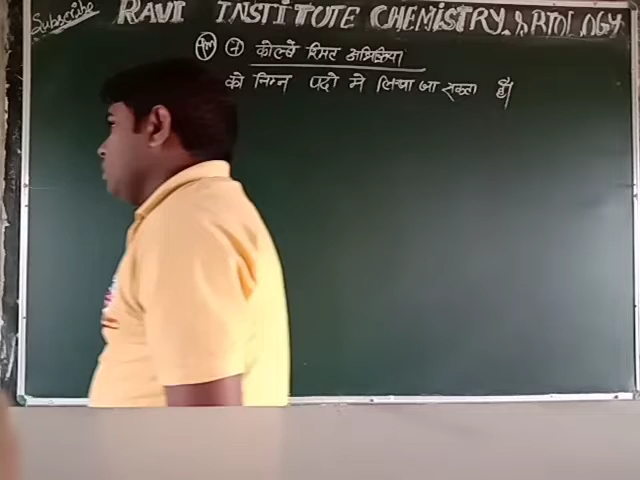 Subscribe
RAVI INSTITUTE CHEMISTRY & BIOLOGY
कोल्वे श्मिट अभिक्रिया
को निम्न पदो मे लिखा जा सकता है।